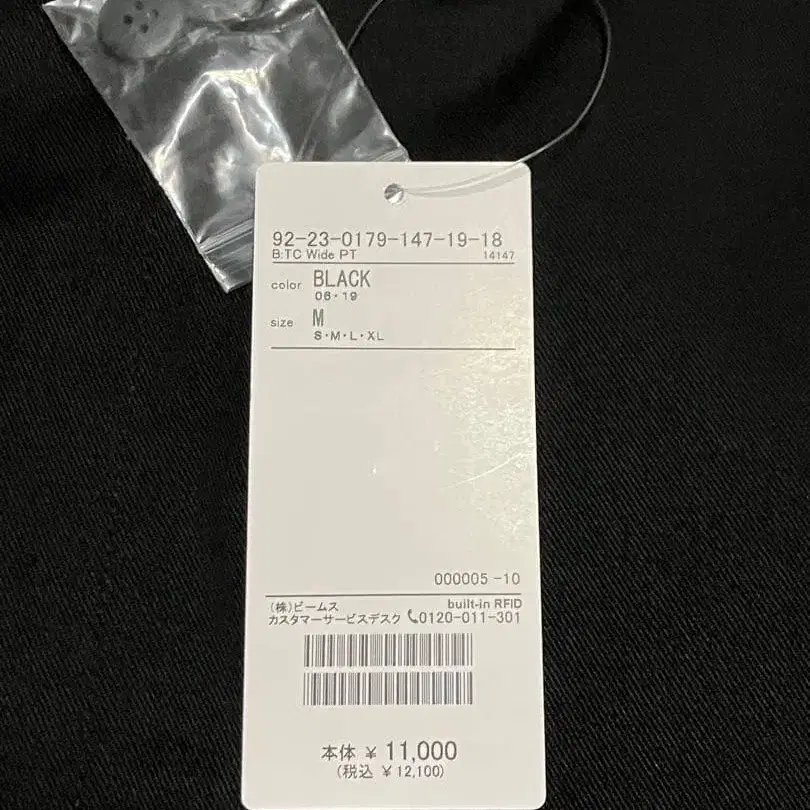 92-23-0179-147-19-18
B:TC Wide PT 14147
color BLACK
06・19
size M
S・M・L・XL
000005 -10
(株)ビームス built-in RFID
カスタマーサービスデスク 0120-011-301
本体 ¥ 11,000
(税込 ¥ 12,100)